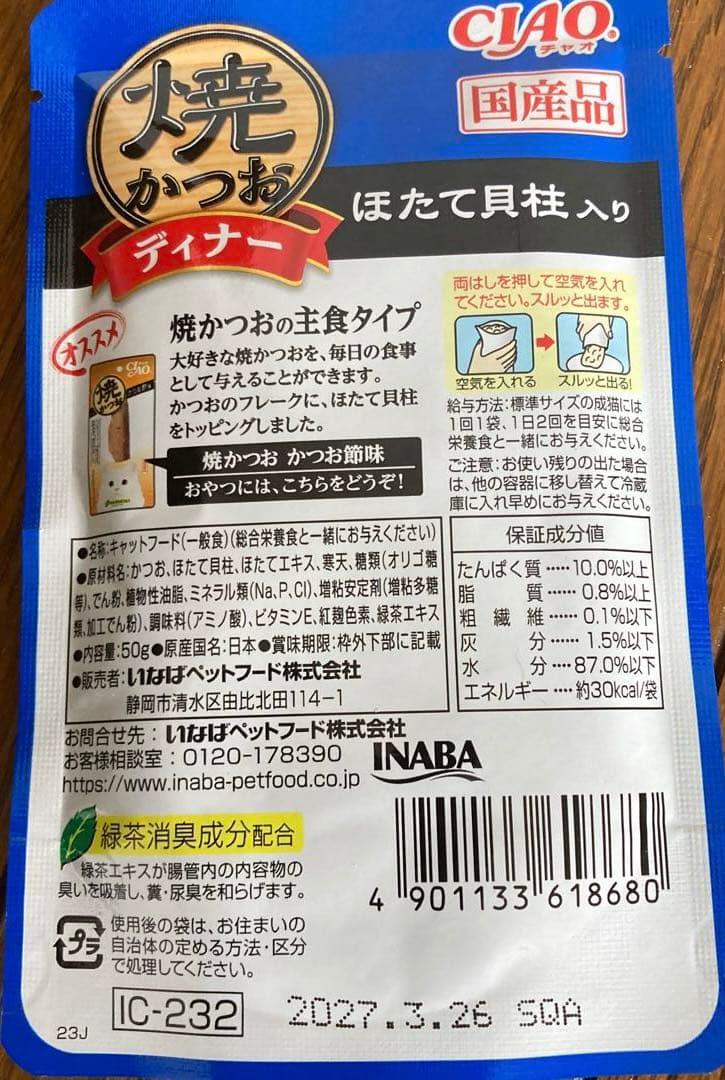 CIAO
チャオ
国産品
焼
かつお
ディナー
ほたて貝柱 入り
オススメ
焼かつおの主食タイプ
大好きな焼かつおを、毎日の食事
として与えることができます。
かつおのフレークに、ほたて貝柱
をトッピングしました。
CIAO
焼
かつお
焼かつお かつお節味
おやつには、こちらをどうぞ!
両はしを押して空気を入れ
てください。スルッと出ます。
空気を入れる
スルッと出る!
給与方法:標準サイズの成猫には
1回1袋、1日2回を目安に総合
栄養食と一緒にお与えください。
ご注意:お使い残りの出た場合
は、他の容器に移し替えて冷蔵
庫に入れ早めにお与えください。
●名称:キャットフード(一般食)(総合栄養食と一緒にお与えください)
●原材料名:かつお、ほたて貝柱、ほたてエキス、寒天、糖類(オリゴ糖
等)、でん粉、植物性油脂、ミネラル類(Na,P,Cl)、増粘安定剤(増粘多糖
類、加工でん粉)、調味料(アミノ酸)、ビタミンE、紅麹色素、緑茶エキス
●内容量:50g●原産国名:日本●賞味期限:枠外下部に記載
●販売者:いなばペットフード株式会社
静岡市清水区由比北田114-1
保証成分値
たんぱく質‥‥10.0%以上
脂質‥‥0.8%以上
粗繊維‥‥0.1%以下
灰分‥‥1.5%以下
水分‥‥87.0%以下
エネルギー‥‥約30kcal/袋
お問合せ先:いなばペットフード株式会社
お客様相談室:0120-178390
https://www.inaba-petfood.co.jp
INABA
緑茶消臭成分配合
緑茶エキスが腸管内の内容物の
臭いを吸着し、糞・尿臭を和らげます。
4 901133 618680
プラ
使用後の袋は、お住まいの
自治体の定める方法・区分
で処理してください。
23J
IC-232
2027.3.26 SQA